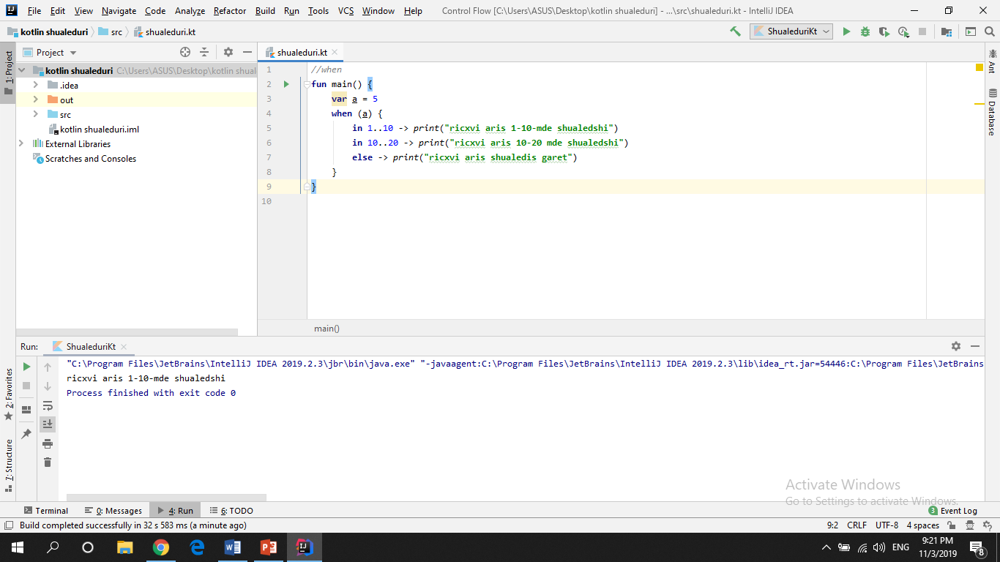 File Edit View Navigate Code Analyze Refactor Build Run Tools VCS Window Help Control Flow [C:\Users\ASUS\Desktop\kotlin shualeduri] - ...\src\shualeduri.kt - IntelliJ IDEA
kotlin shualeduri src shualeduri.kt ShualeduriKt
1: Project
Project
kotlin shualeduri C:\Users\ASUS\Desktop\kotlin shual
.idea
out
src
kotlin shualeduri.iml
External Libraries
Scratches and Consoles
shualeduri.kt
1 //when
2 fun main() {
3 var a = 5
4 when (a) {
5 in 1..10 -> print("ricxvi aris 1-10-mde shualedshi")
6 in 10..20 -> print("ricxvi aris 10-20 mde shualedshi")
7 else -> print("ricxvi aris shualedis garet")
8 }
9 }
10
main()
Ant
Database
Run: ShualeduriKt
"C:\Program Files\JetBrains\IntelliJ IDEA 2019.2.3\jbr\bin\java.exe" "-javaagent:C:\Program Files\JetBrains\IntelliJ IDEA 2019.2.3\lib\idea_rt.jar=54446:C:\Program Files\JetBrains
ricxvi aris 1-10-mde shualedshi
Process finished with exit code 0
2: Favorites
7: Structure
Activate Windows
Go to Settings to activate Windows.
Terminal 0: Messages 4: Run 6: TODO 3 Event Log
Build completed successfully in 32 s 583 ms (a minute ago) 9:2 CRLF UTF-8 4 spaces
ENG 9:21 PM
11/3/2019 8